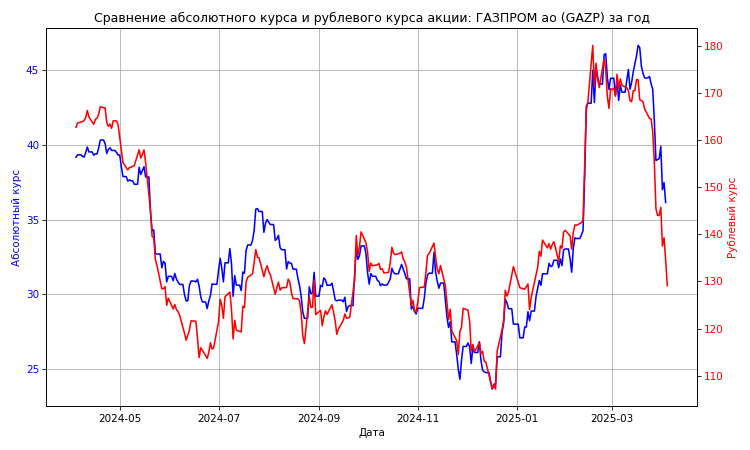 Сравнение абсолютного курса и рублевого курса акции: ГАЗПРОМ ао (GAZP) за год
Абсолютный курс
45
40
35
30
25
180
170
160
150
140
130
120
110
Рублевый курс
2024-05 2024-07 2024-09 2024-11 2025-01 2025-03
Дата